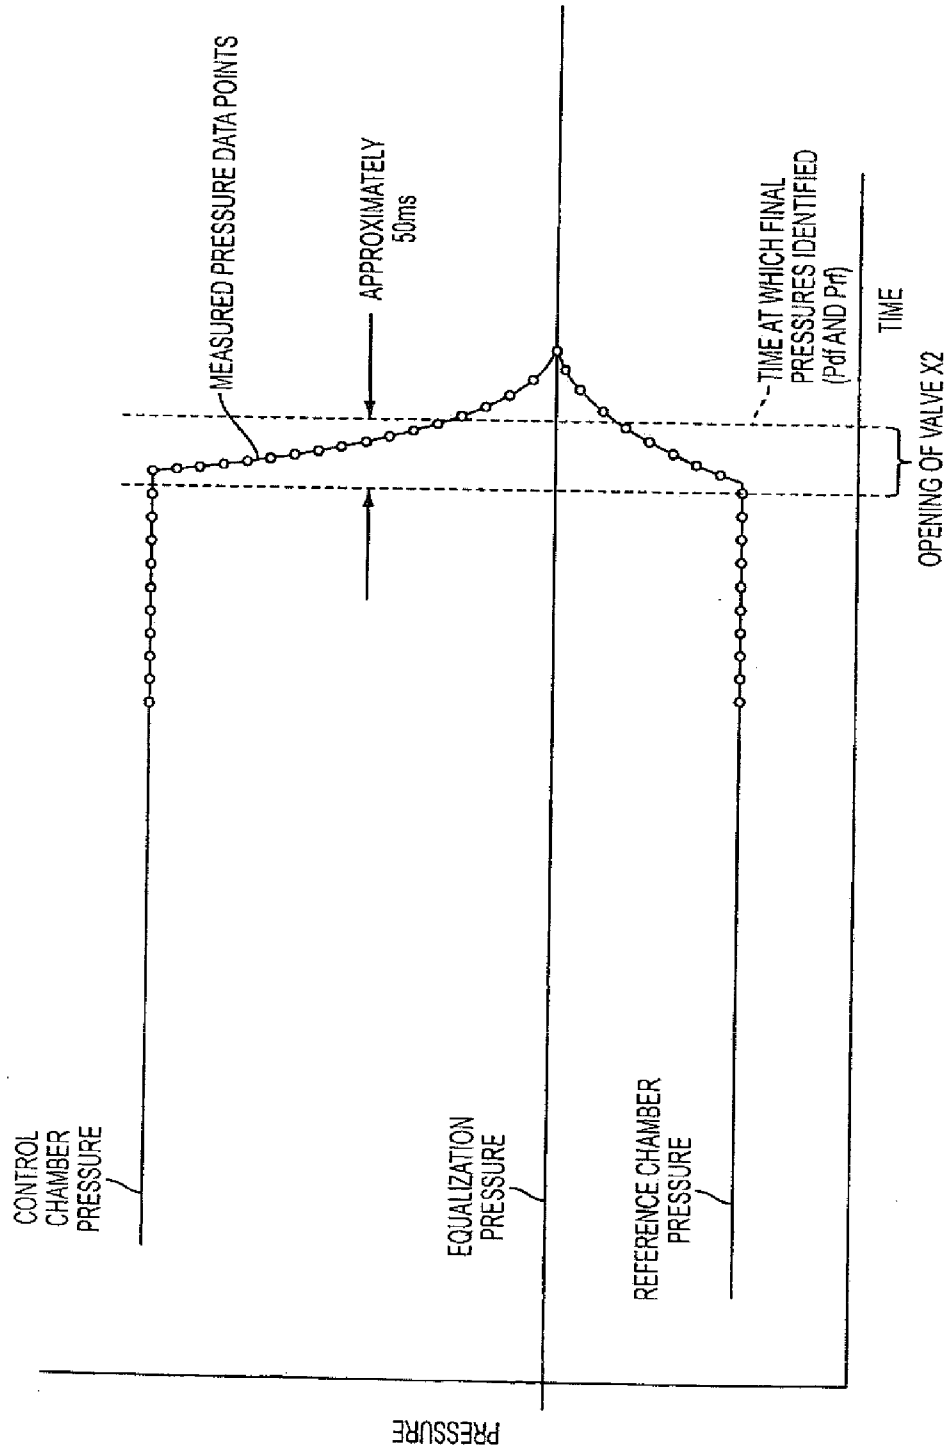 CONTROL
CHAMBER
PRESSURE
MEASURED PRESSURE DATA POINTS
APPROXIMATELY
50ms
EQUALIZATION
PRESSURE
REFERENCE CHAMBER
PRESSURE
TIME AT WHICH FINAL
PRESSURES IDENTIFIED
(Pdf AND Prf)
PRESSURE
TIME
OPENING OF VALVE X2